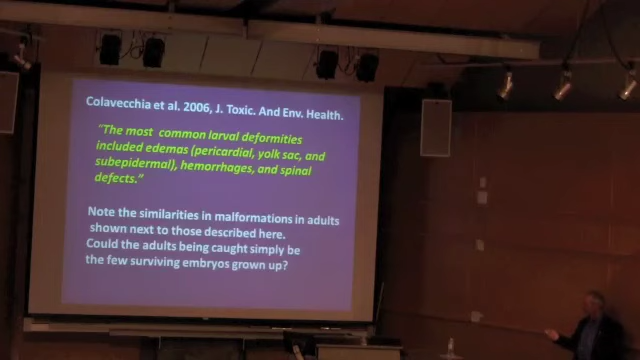 Colavecchia et al. 2006, J. Toxic. And Env. Health.
"The most common larval deformities
included edemas (pericardial, yolk sac, and
subepidermal), hemorrhages, and spinal
defects."
Note the similarities in malformations in adults
shown next to those described here.
Could the adults being caught simply be
the few surviving embryos grown up?